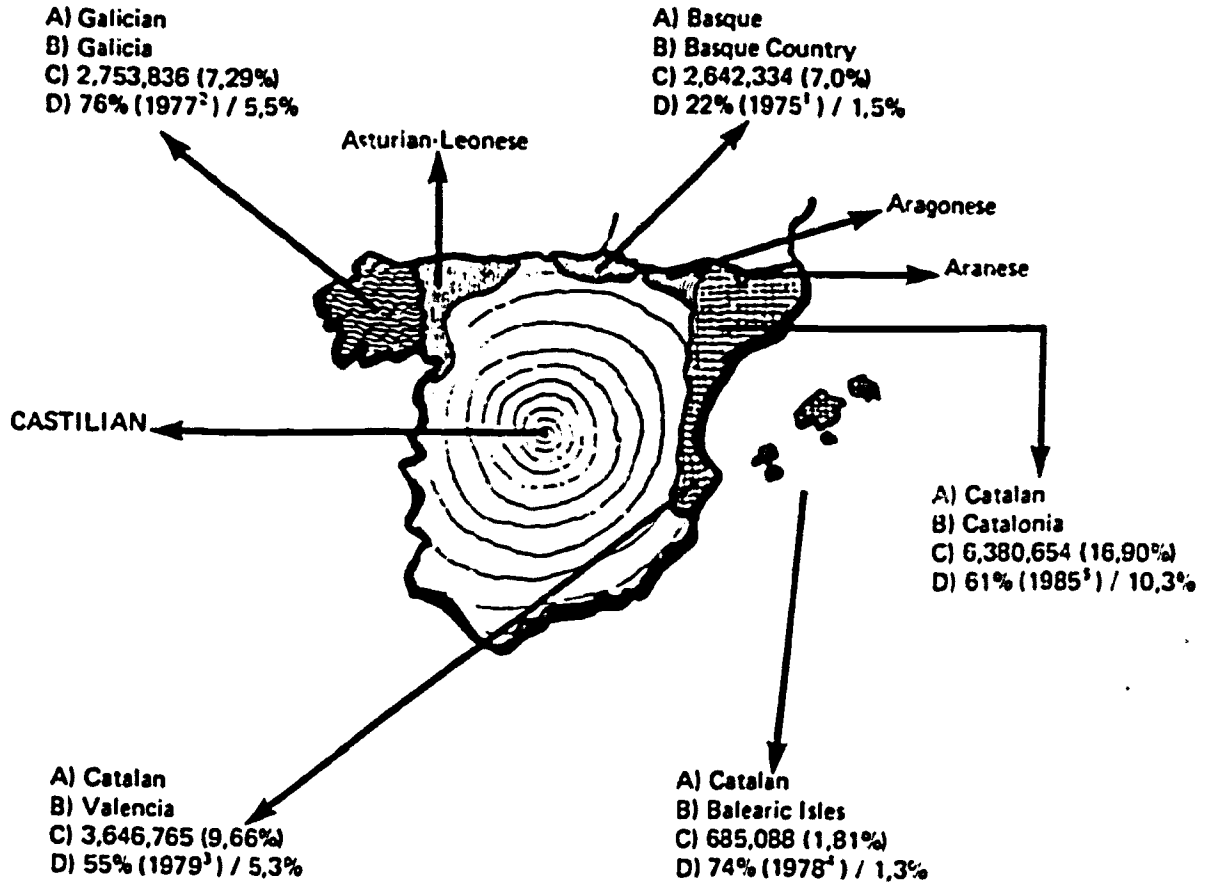 A) Galician
B) Galicia
C) 2,753,836 (7,29%)
D) 76% (1977²) / 5,5%
A) Basque
B) Basque Country
C) 2,642,334 (7,0%)
D) 22% (1975¹) / 1,5%
Asturian-Leonese
Aragonese
Aranese
CASTILIAN
A) Catalan
B) Catalonia
C) 6,380,654 (16,90%)
D) 61% (1985⁵) / 10,3%
A) Catalan
B) Valencia
C) 3,646,765 (9,66%)
D) 55% (1979³) / 5,3%
A) Catalan
B) Balearic Isles
C) 685,088 (1,81%)
D) 74% (1978⁴) / 1,3%